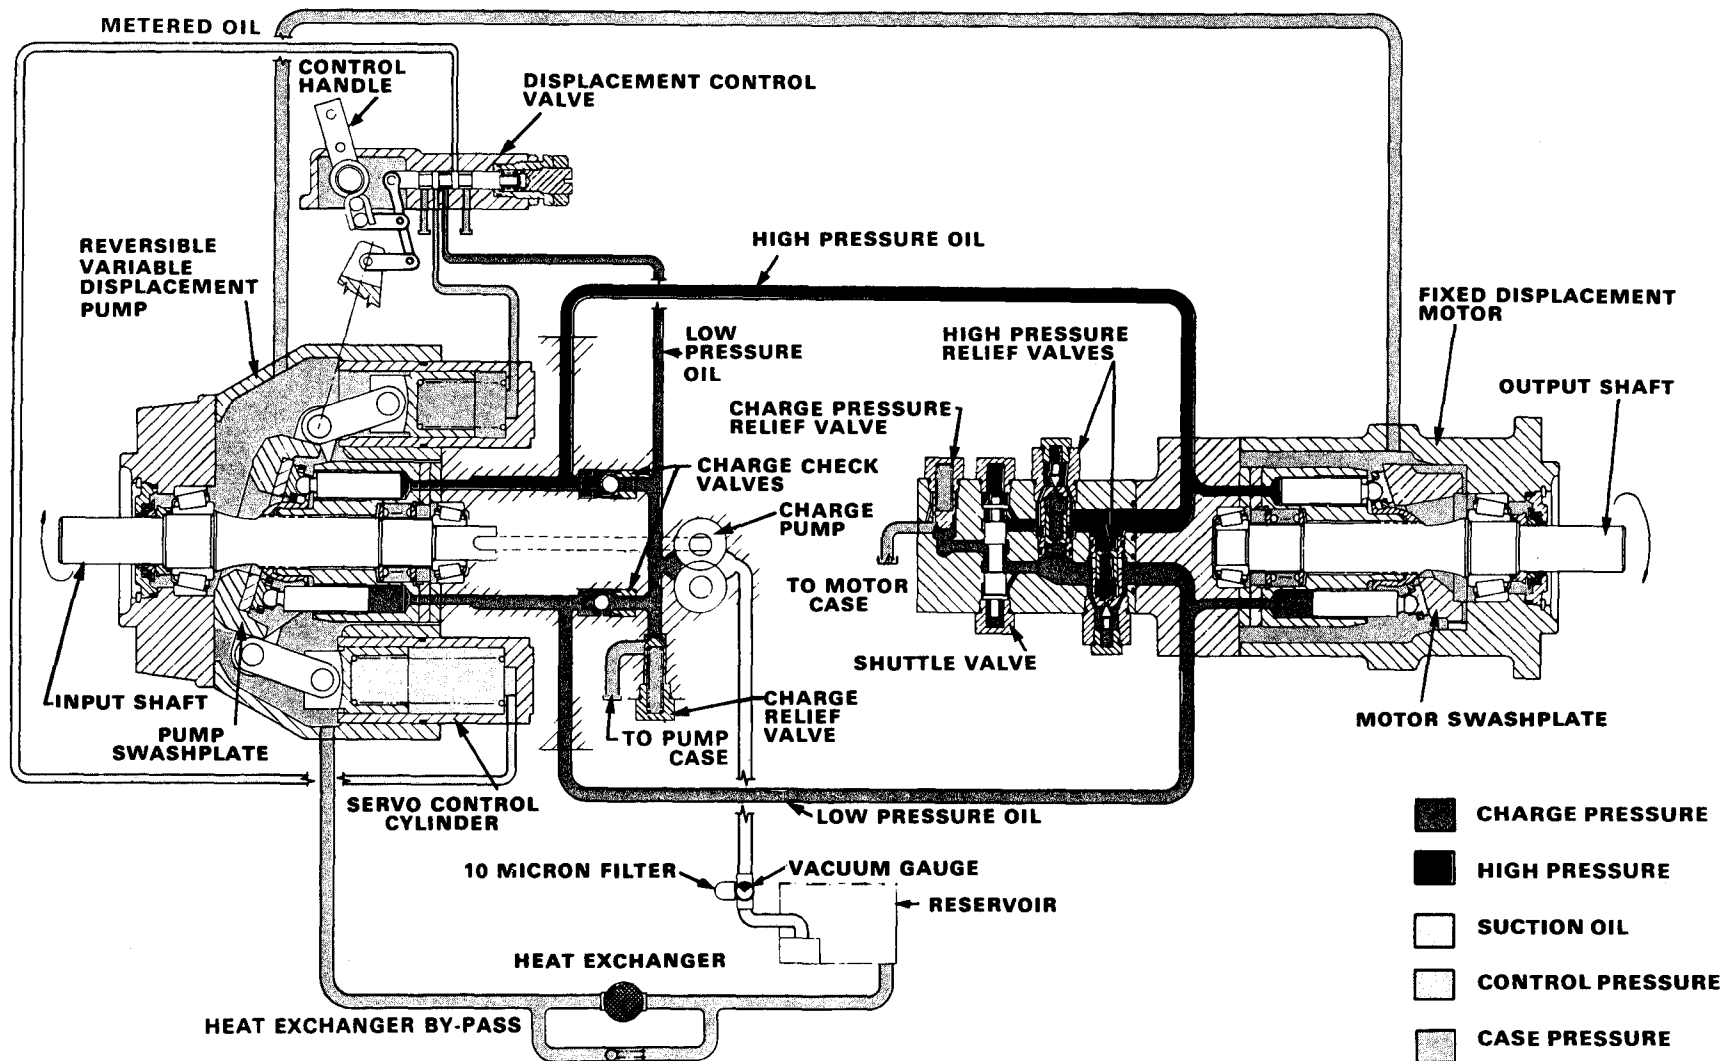 METERED OIL
CONTROL
HANDLE
DISPLACEMENT CONTROL
VALVE
REVERSIBLE
VARIABLE
DISPLACEMENT
PUMP
HIGH PRESSURE OIL
FIXED DISPLACEMENT
MOTOR
LOW
PRESSURE
OIL
HIGH PRESSURE
RELIEF VALVES
OUTPUT SHAFT
CHARGE PRESSURE
RELIEF VALVE
CHARGE CHECK
VALVES
CHARGE
PUMP
TO MOTOR
CASE
SHUTTLE VALVE
INPUT SHAFT
PUMP
SWASHPLATE
CHARGE
RELIEF
VALVE
TO PUMP
CASE
MOTOR SWASHPLATE
SERVO CONTROL
CYLINDER
LOW PRESSURE OIL
10 MICRON FILTER
VACUUM GAUGE
RESERVOIR
HEAT EXCHANGER
HEAT EXCHANGER BY-PASS
CHARGE PRESSURE
HIGH PRESSURE
SUCTION OIL
CONTROL PRESSURE
CASE PRESSURE